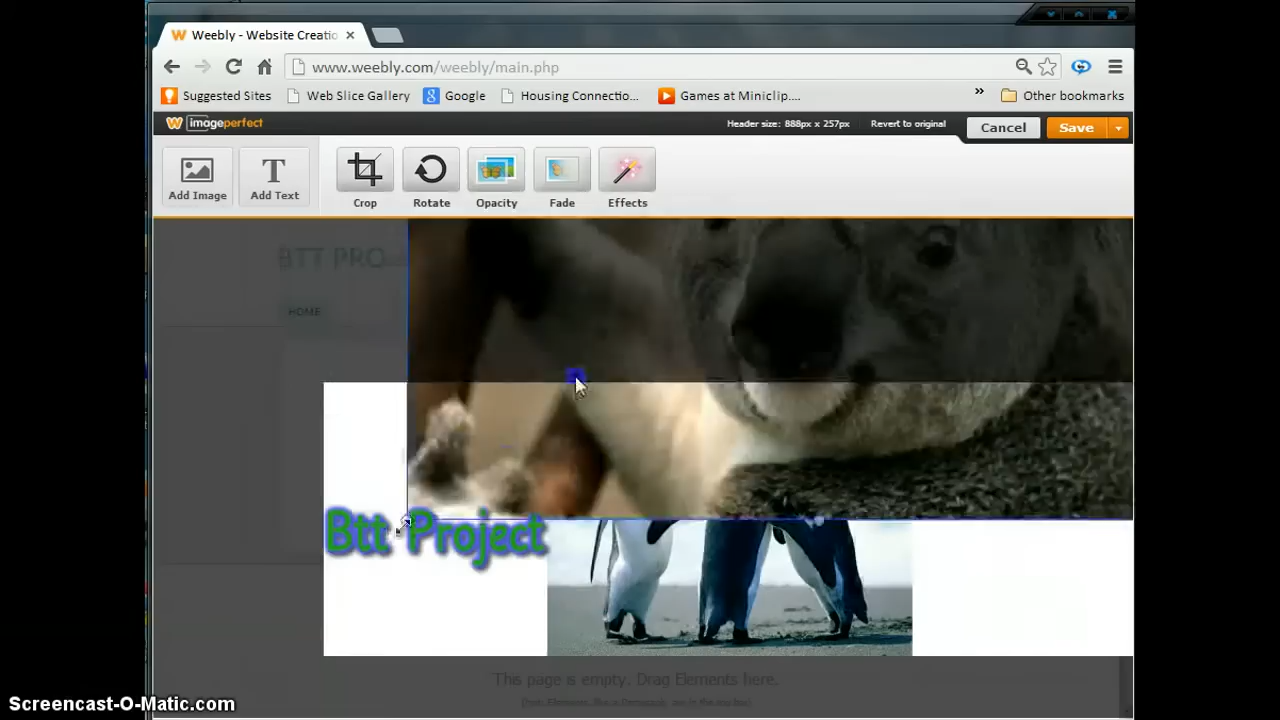 Weebly - Website Creatio
www.weebly.com/weebly/main.php
Suggested Sites Web Slice Gallery Google Housing Connectio... Games at Miniclip.... » Other bookmarks
imageperfect Header size: 888px x 257px Revert to original Cancel Save
Add Image Add Text Crop Rotate Opacity Fade Effects
BTT PRO
HOME
Btt Project
This page is empty. Drag Elements here.
Screencast-O-Matic.com